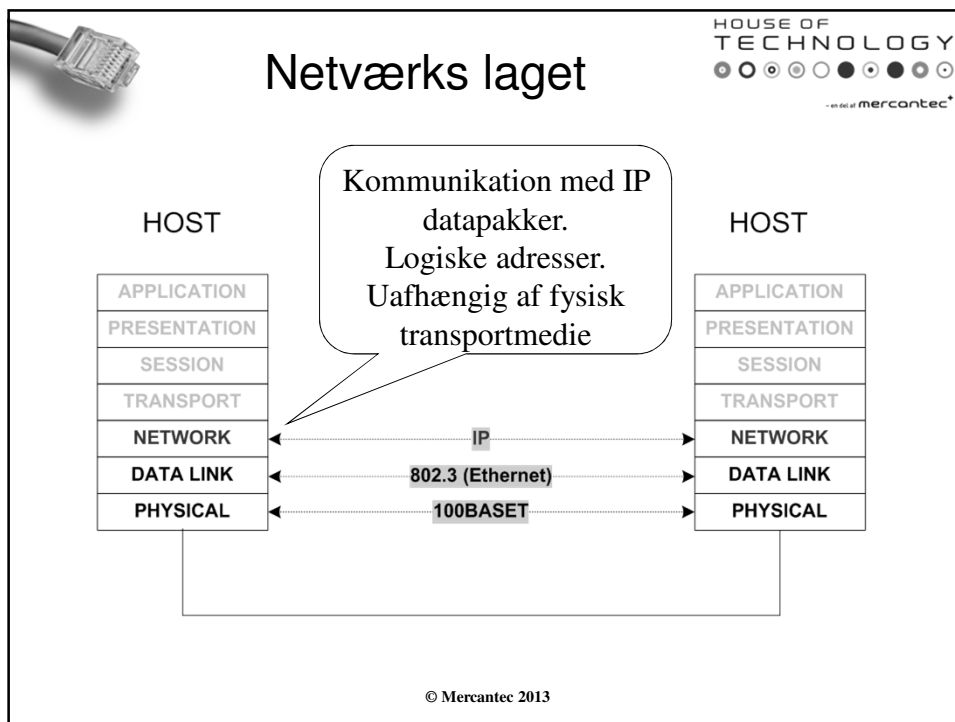 Netværks laget
HOUSE OF
TECHNOLOGY
- en del af mercantec+
Kommunikation med IP
datapakker.
Logiske adresser.
Uafhængig af fysisk
transportmedie
HOST
HOST
APPLICATION
APPLICATION
PRESENTATION
PRESENTATION
SESSION
SESSION
TRANSPORT
TRANSPORT
NETWORK
IP
NETWORK
DATA LINK
802.3 (Ethernet)
DATA LINK
PHYSICAL
100BASET
PHYSICAL
© Mercantec 2013